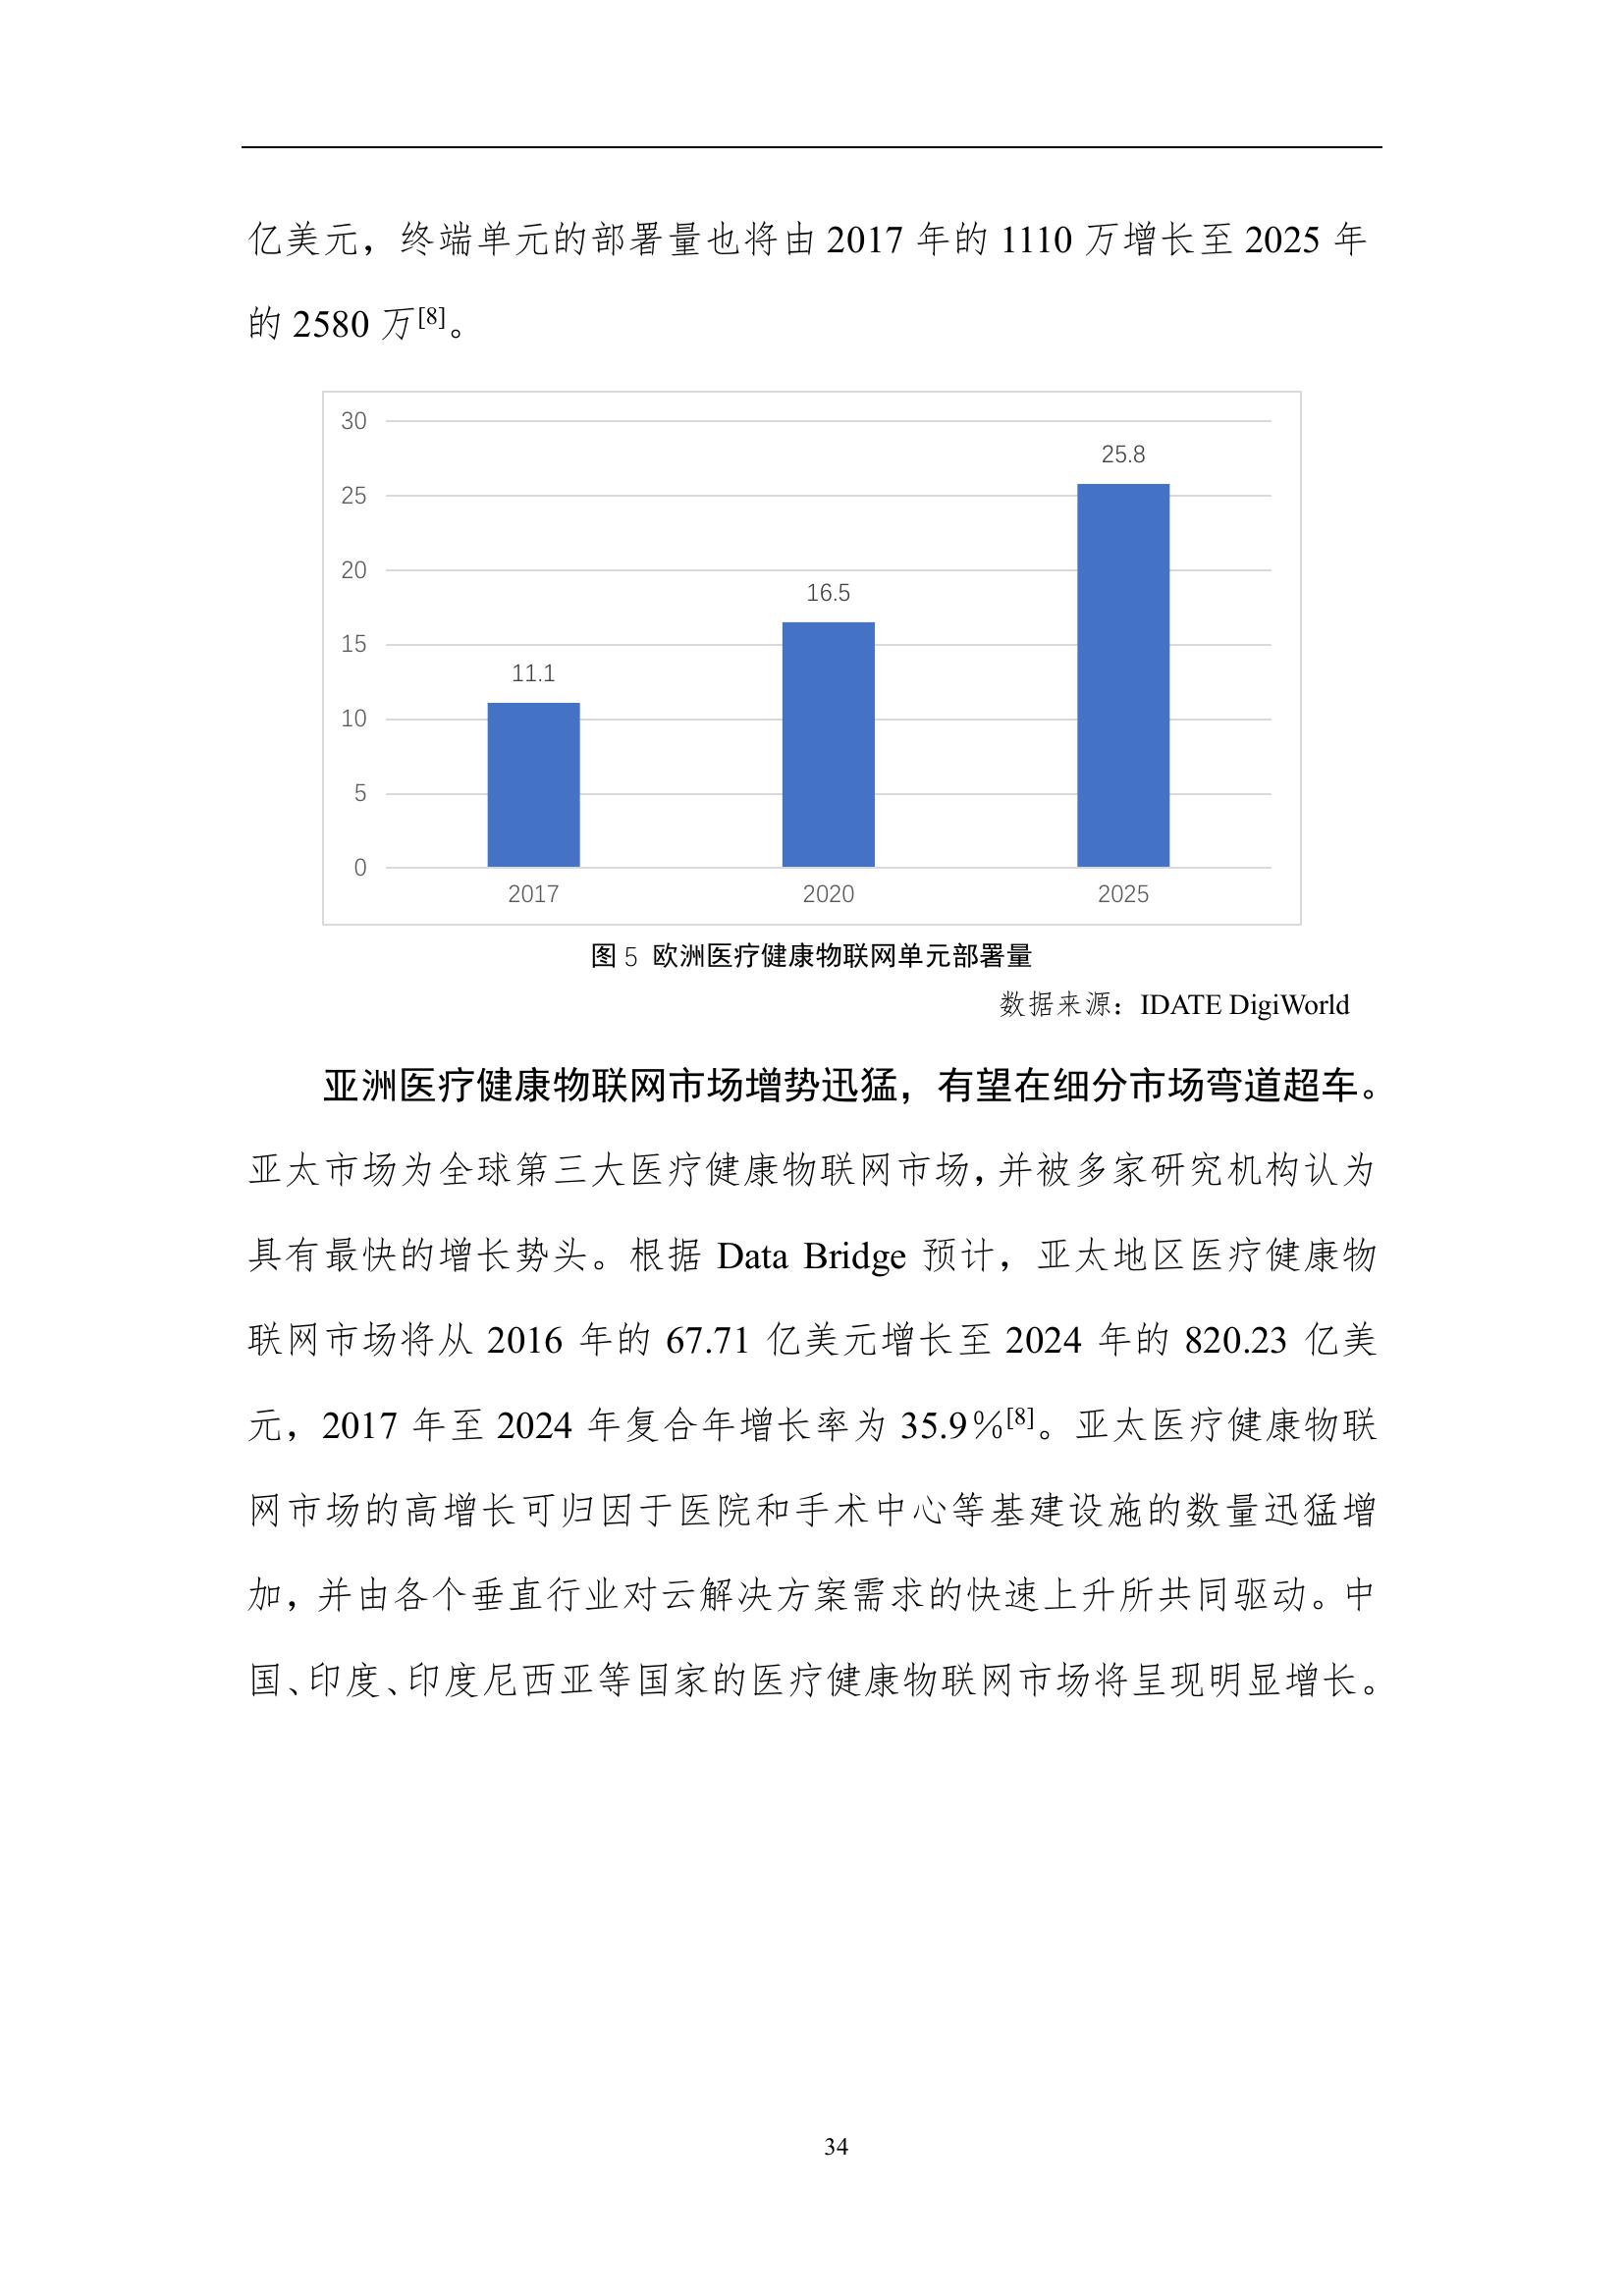 亿美元，终端单元的部署量也将由 2017 年的 1110 万增长至 2025 年
的 2580 万[8]。
30
25
20
15
10
5
0
11.1
16.5
25.8
2017
2020
2025
图 5 欧洲医疗健康物联网单元部署量
数据来源：IDATE DigiWorld
亚洲医疗健康物联网市场增势迅猛，有望在细分市场弯道超车。
亚太市场为全球第三大医疗健康物联网市场，并被多家研究机构认为
具有最快的增长势头。根据 Data Bridge 预计，亚太地区医疗健康物
联网市场将从 2016 年的 67.71 亿美元增长至 2024 年的 820.23 亿美
元，2017 年至 2024 年复合年增长率为 35.9%[8]。亚太医疗健康物联
网市场的高增长可归因于医院和手术中心等基建设施的数量迅猛增
加，并由各个垂直行业对云解决方案需求的快速上升所共同驱动。中
国、印度、印度尼西亚等国家的医疗健康物联网市场将呈现明显增长。
34